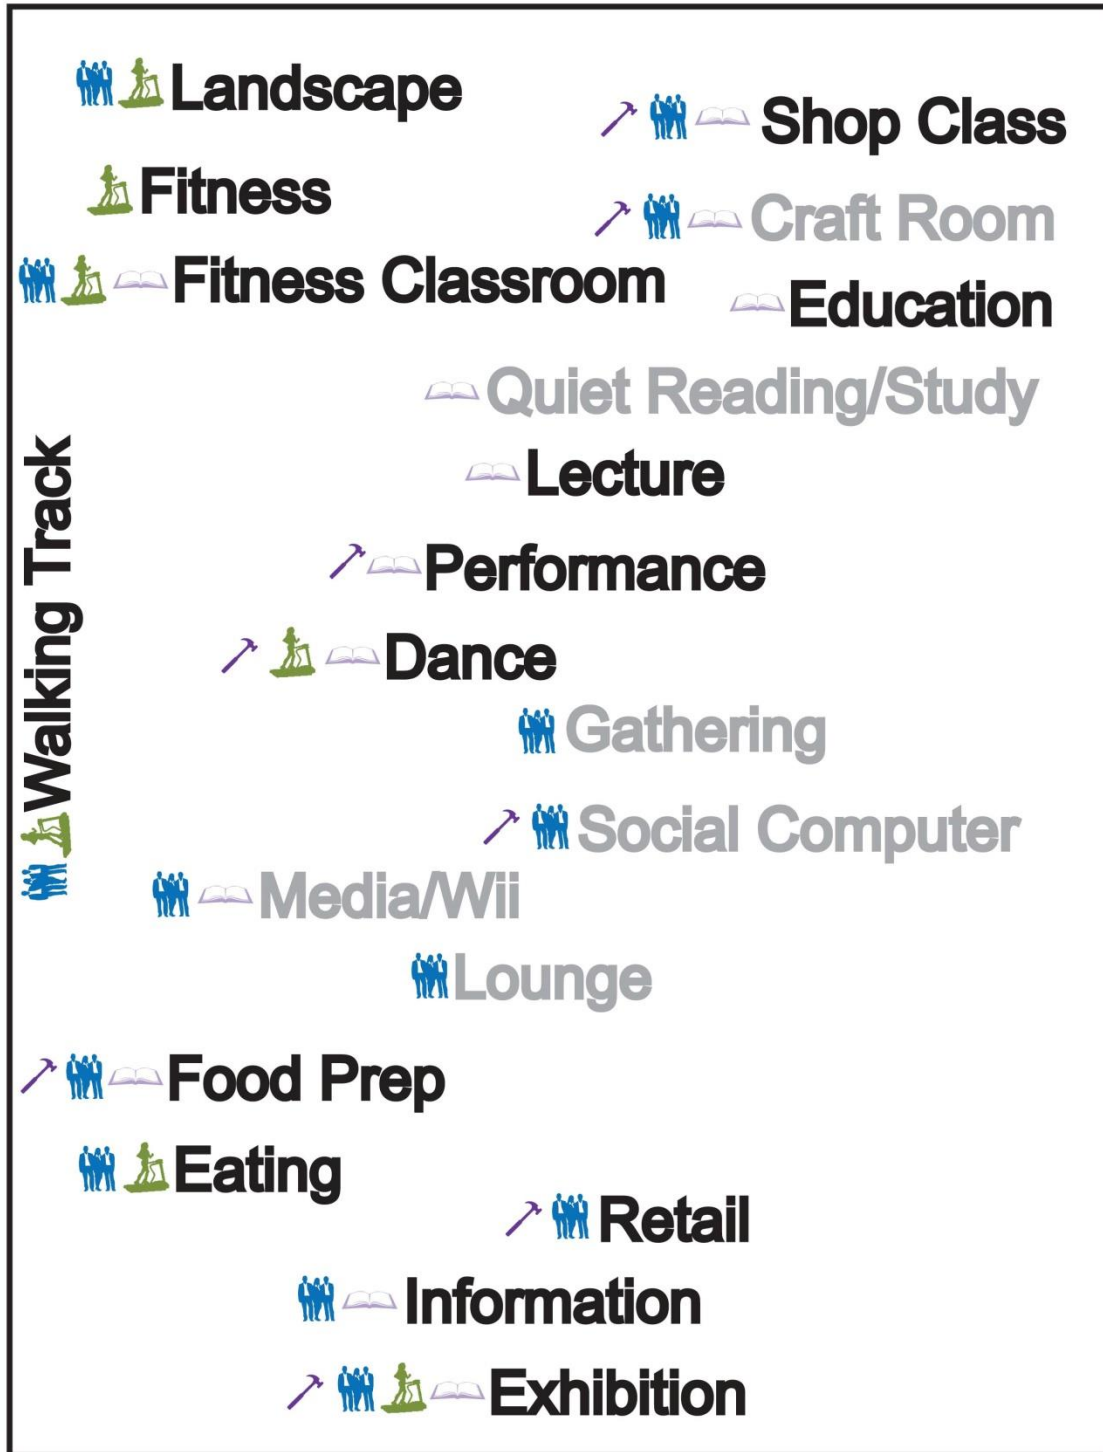 Landscape
Shop Class
Fitness
Craft Room
Fitness Classroom
Education
Quiet Reading/Study
Walking Track
Lecture
Performance
Dance
Gathering
Social Computer
Media/Wii
Lounge
Food Prep
Eating
Retail
Information
Exhibition